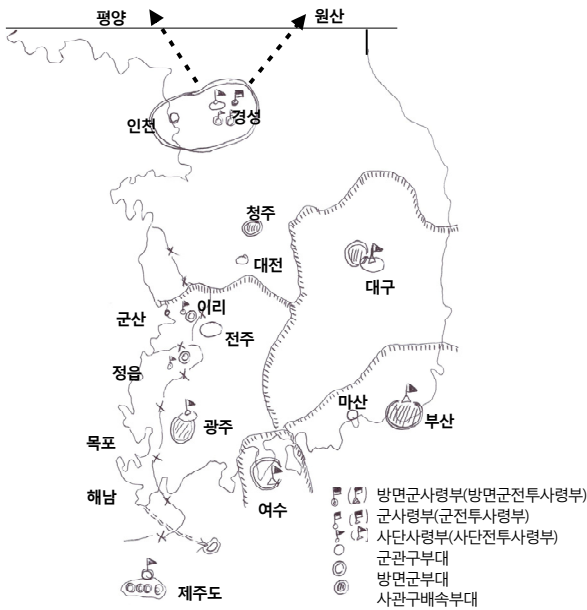 평양
원산
인천
경성
청주
대전
대구
군산
이리
전주
정읍
마산
부산
광주
목포
해남
여수
제주도
방면군사령부(방면군전투사령부)
군사령부(군전투사령부)
사단사령부(사단전투사령부)
군관구부대
방면군부대
사관구배속부대